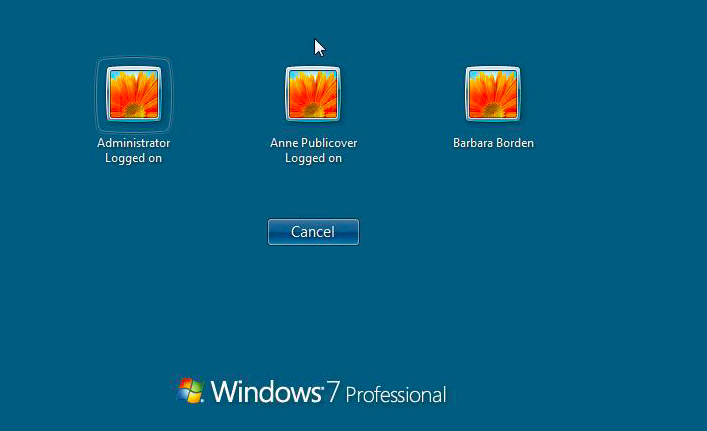 Administrator
Logged on
Anne Publicover
Logged on
Barbara Borden
Cancel
Windows 7 Professional